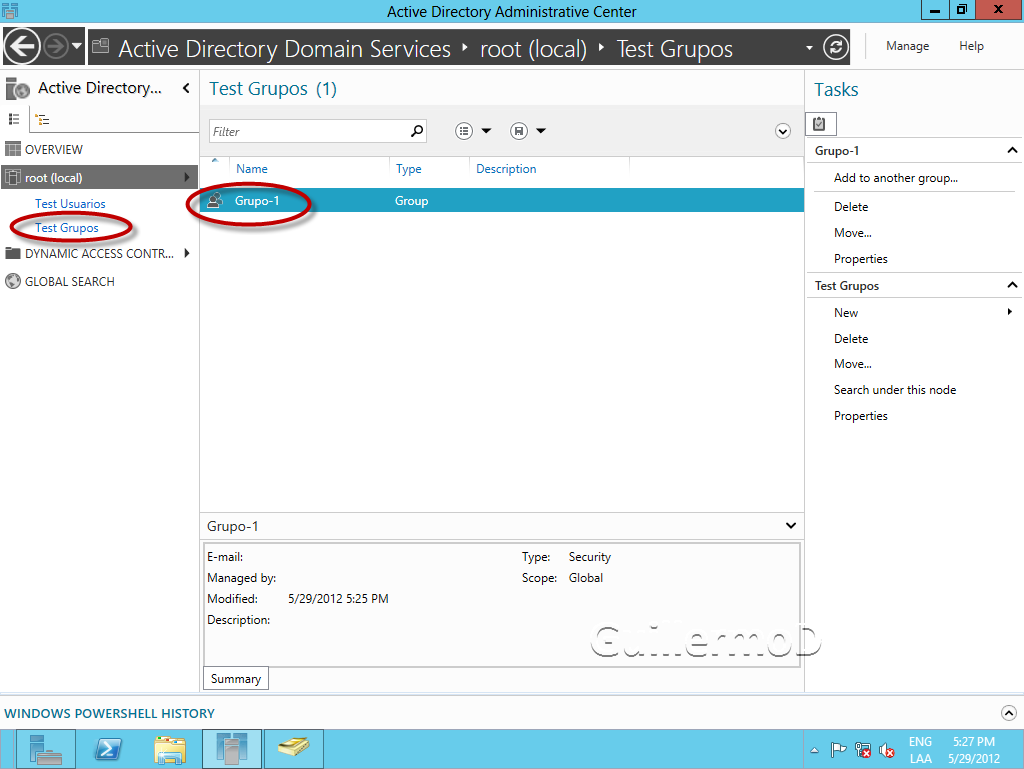 Active Directory Administrative Center
Active Directory Domain Services ‣ root (local) ‣ Test Grupos
Manage
Help
Active Directory...
OVERVIEW
root (local)
Test Usuarios
Test Grupos
DYNAMIC ACCESS CONTR...
GLOBAL SEARCH
Test Grupos (1)
Filter
Name Type Description
Grupo-1 Group
Grupo-1
E-mail:
Managed by:
Modified: 5/29/2012 5:25 PM
Description:
Type: Security
Scope: Global
GuillermoD
Summary
Tasks
Grupo-1
Add to another group...
Delete
Move...
Properties
Test Grupos
New
Delete
Move...
Search under this node
Properties
WINDOWS POWERSHELL HISTORY
ENG
LAA
5:27 PM
5/29/2012